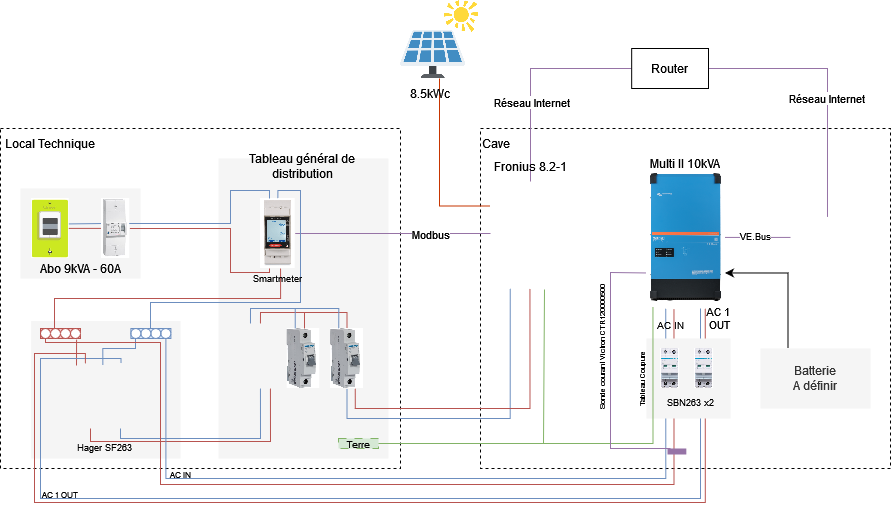 8.5kWc
Router
Réseau Internet
Réseau Internet
Local Technique
Cave
Tableau général de
distribution
Fronius 8.2-1
Multi II 10kVA
Modbus
VE.Bus
Abo 9kVA - 60A
Smartmeter
Sonde courant Victron CTR120000500
AC IN
AC 1
OUT
Tableau Coupure
Batterie
A définir
SBN263 x2
Terre
Hager SF263
AC IN
AC 1 OUT